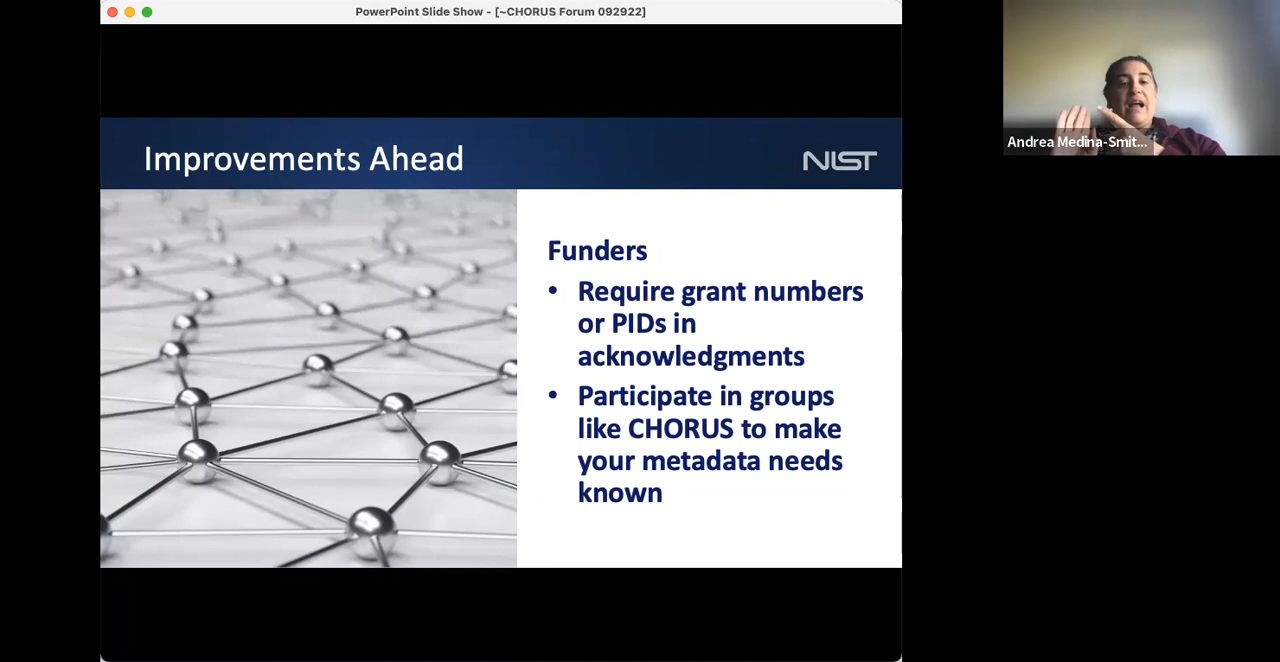 PowerPoint Slide Show - [~CHORUS Forum 092922]
Improvements Ahead
NIST
Funders
• Require grant numbers
or PIDs in
acknowledgments
• Participate in groups
like CHORUS to make
your metadata needs
known
Andrea Medina-Smit...